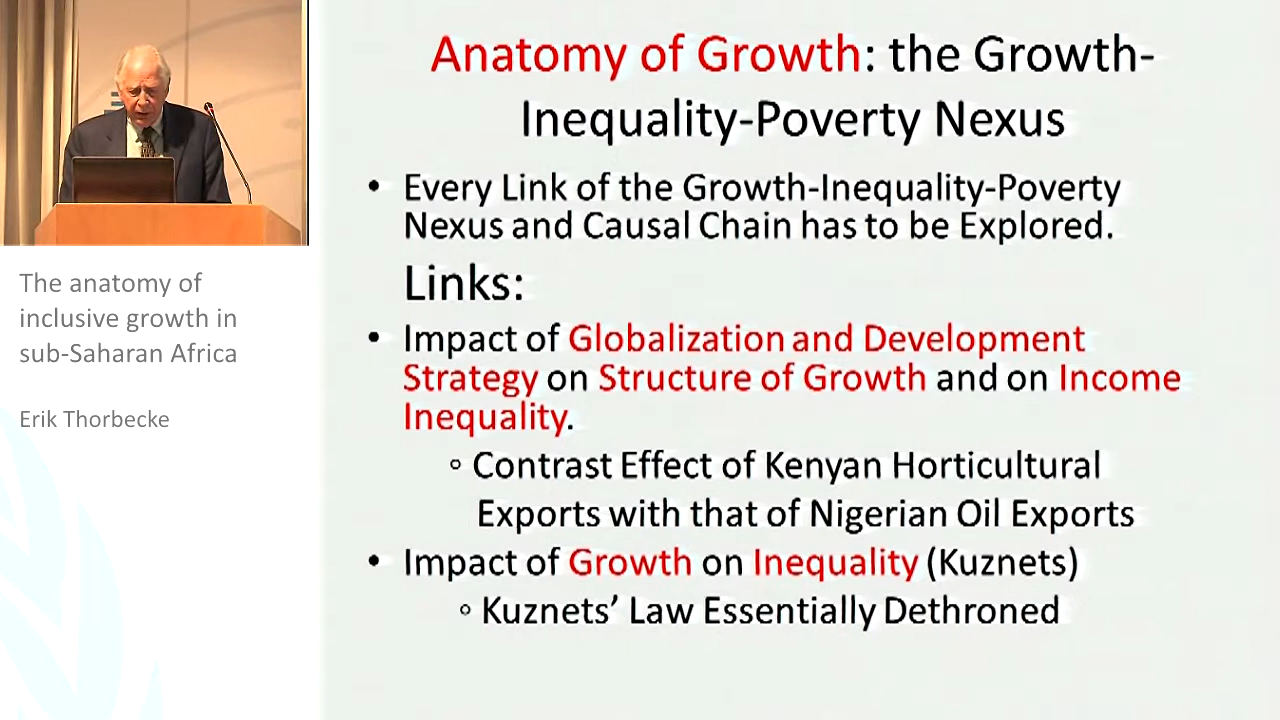 Anatomy of Growth: the Growth-
Inequality-Poverty Nexus
• Every Link of the Growth-Inequality-Poverty
Nexus and Causal Chain has to be Explored.
Links:
• Impact of Globalization and Development
Strategy on Structure of Growth and on Income
Inequality.
◦ Contrast Effect of Kenyan Horticultural
Exports with that of Nigerian Oil Exports
• Impact of Growth on Inequality (Kuznets)
◦ Kuznets’ Law Essentially Dethroned
The anatomy of
inclusive growth in
sub-Saharan Africa
Erik Thorbecke